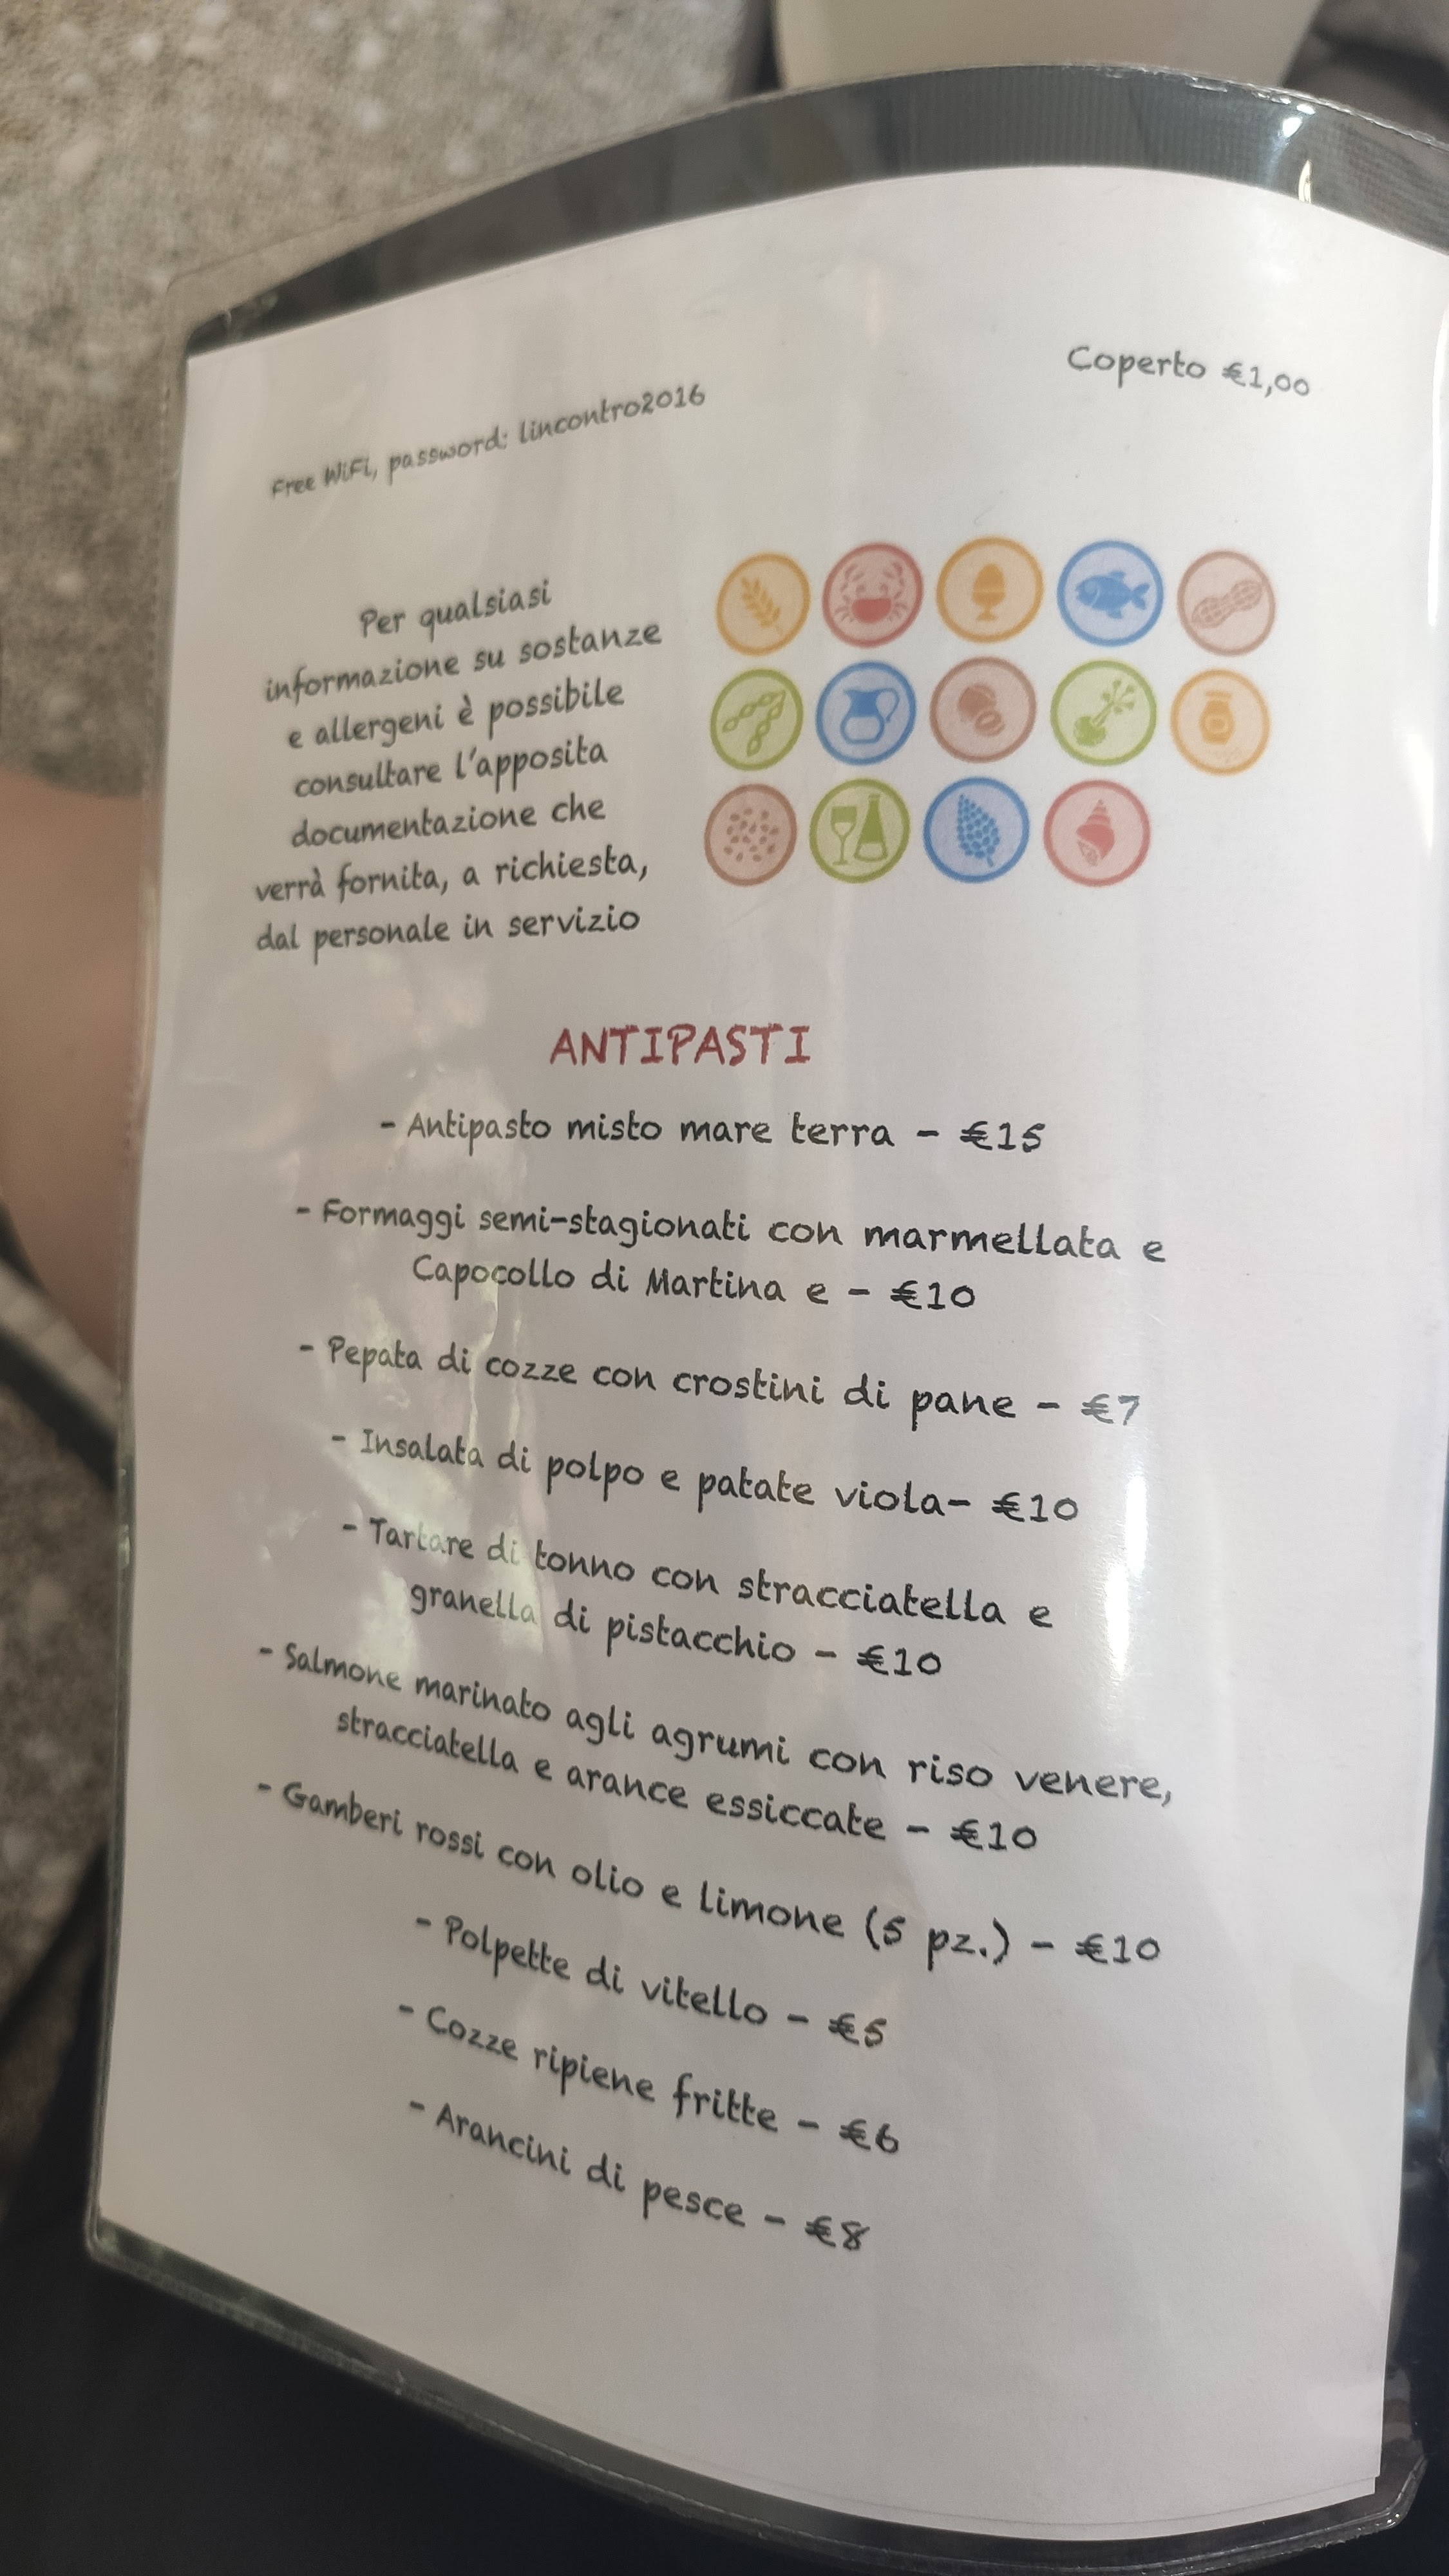 Coperto €1,00
Free WiFi, password: lincontro2016
Per qualsiasi
informazione su sostanze
e allergeni è possibile
consultare l'apposita
documentazione che
verrà fornita, a richiesta,
dal personale in servizio
ANTIPASTI
- Antipasto misto mare terra - €15
- Formaggi semi-stagionati con marmellata e
Capocollo di Martina e - €10
- Pepata di cozze con crostini di pane - €7
- Insalata di polpo e patate viola- €10
- Tartare di tonno con stracciatella e
granella di pistacchio - €10
- Salmone marinato agli agrumi con riso venere,
stracciatella e arance essiccate - €10
- Gamberi rossi con olio e limone (5 pz.) - €10
- Polpette di vitello - €5
- Cozze ripiene fritte - €6
- Arancini di pesce - €8